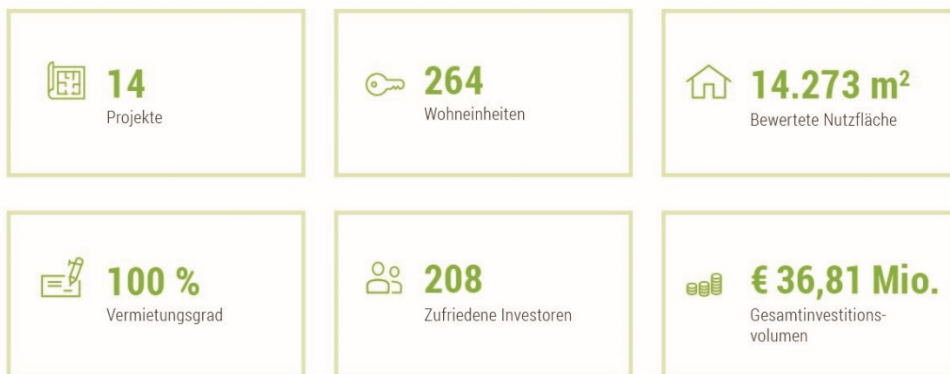 14
Projekte
264
Wohneinheiten
14.273 m²
Bewertete Nutzfläche
100 %
Vermietungsgrad
208
Zufriedene Investoren
€ 36,81 Mio.
Gesamtinvestitions-
volumen